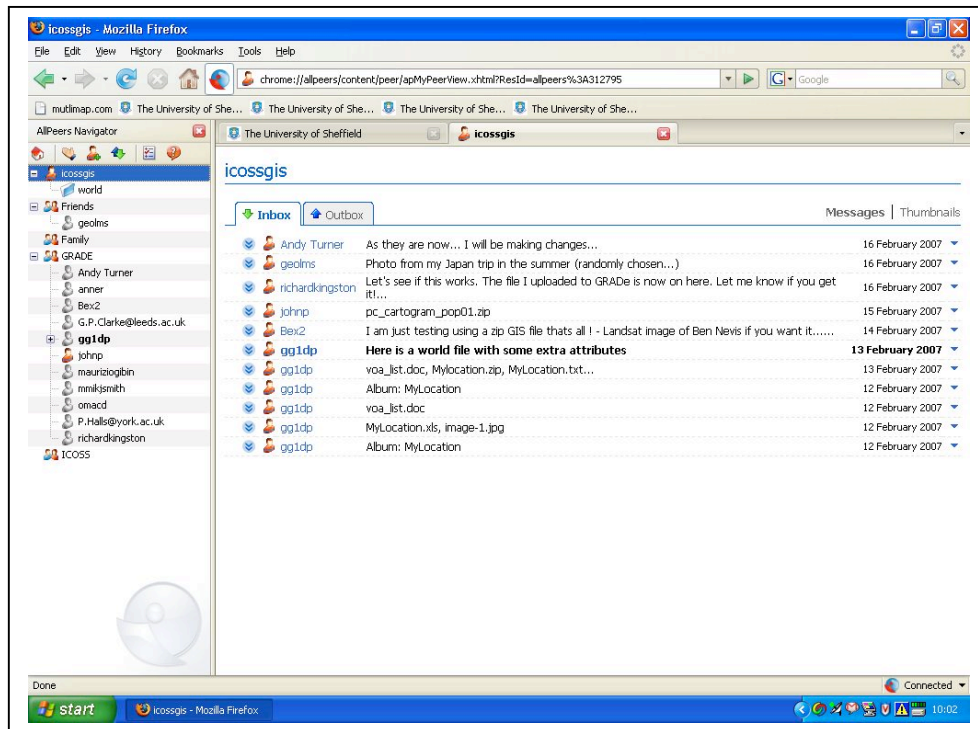 icossgis - Mozilla Firefox
File Edit View History Bookmarks Tools Help
chrome://allpeers/content/peer/apMyPeerView.xhtml?ResId=allpeers%3A312795
Google
mutlimap.com The University of She... The University of She... The University of She... The University of She...
AllPeers Navigator
The University of Sheffield icossgis
icossgis
world
Friends
geolms
Family
GRADE
Andy Turner
anner
Bex2
G.P.Clarke@leeds.ac.uk
gg1dp
johnp
mauriziogibin
mmikjsmith
omacd
P.Halls@york.ac.uk
richardkingston
ICOSS
icossgis
Inbox Outbox Messages | Thumbnails
Andy Turner As they are now... I will be making changes... 16 February 2007
geolms Photo from my Japan trip in the summer (randomly chosen...) 16 February 2007
richardkingston Let's see if this works. The file I uploaded to GRADe is now on here. Let me know if you get it!... 16 February 2007
johnp pc_cartogram_pop01.zip 15 February 2007
Bex2 I am just testing using a zip GIS file thats all ! - Landsat image of Ben Nevis if you want it...... 14 February 2007
gg1dp Here is a world file with some extra attributes 13 February 2007
gg1dp voa_list.doc, Mylocation.zip, MyLocation.txt... 13 February 2007
gg1dp Album: MyLocation 12 February 2007
gg1dp voa_list.doc 12 February 2007
gg1dp MyLocation.xls, image-1.jpg 12 February 2007
gg1dp Album: MyLocation 12 February 2007
Done Connected
start icossgis - Mozilla Firefox 10:02